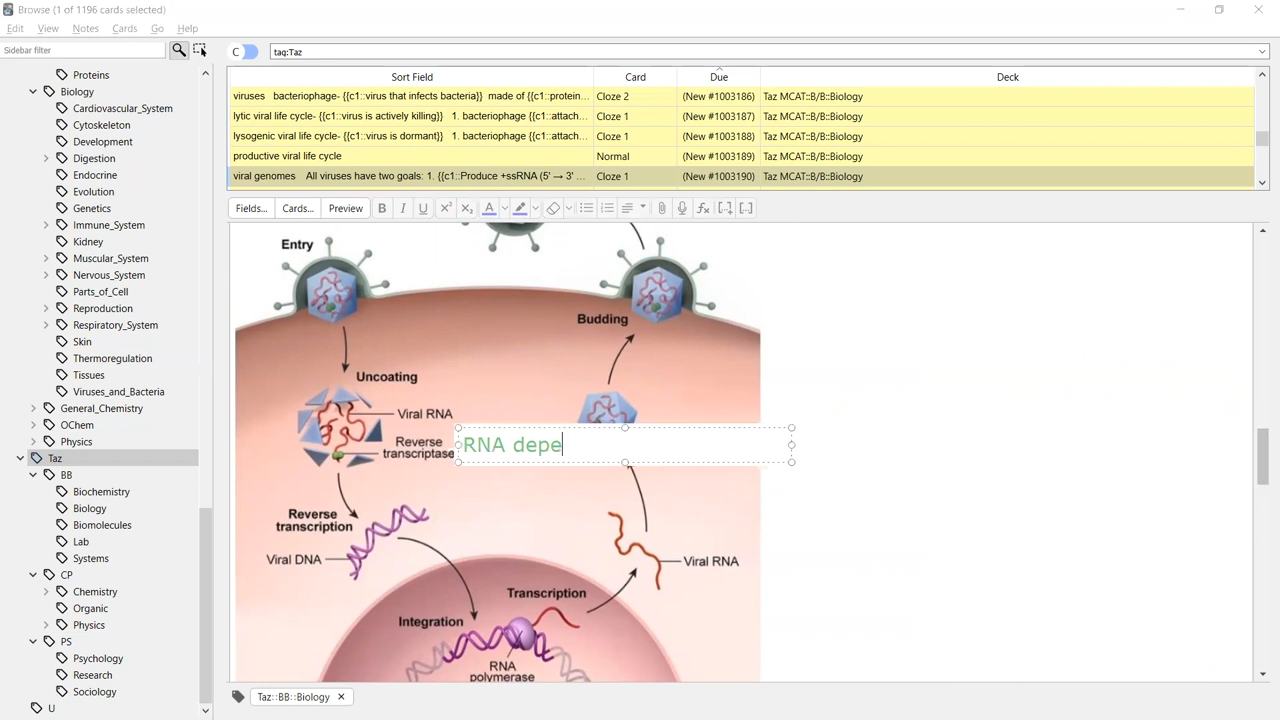 Browse (1 of 1196 cards selected)
Edit View Notes Cards Go Help
Sidebar filter
C
tag:Taz
Proteins
Biology
Cardiovascular_System
Cytoskeleton
Development
Digestion
Endocrine
Evolution
Genetics
Immune_System
Kidney
Muscular_System
Nervous_System
Parts_of_Cell
Reproduction
Respiratory_System
Skin
Thermoregulation
Tissues
Viruses_and_Bacteria
General_Chemistry
OChem
Physics
Taz
BB
Biochemistry
Biology
Biomolecules
Lab
Systems
CP
Chemistry
Organic
Physics
PS
Psychology
Research
Sociology
U
Sort Field Card Due Deck
viruses bacteriophage- {{c1::virus that infects bacteria}} made of {{c1::protein... Cloze 2 (New #1003186) Taz MCAT::B/B::Biology
lytic viral life cycle- {{c1::virus is actively killing}} 1. bacteriophage {{c1::attach... Cloze 1 (New #1003187) Taz MCAT::B/B::Biology
lysogenic viral life cycle- {{c1::virus is dormant}} 1. bacteriophage {{c1::attach... Cloze 1 (New #1003188) Taz MCAT::B/B::Biology
productive viral life cycle Normal (New #1003189) Taz MCAT::B/B::Biology
viral genomes All viruses have two goals: 1. {{c1::Produce +ssRNA (5' → 3' ... Cloze 1 (New #1003190) Taz MCAT::B/B::Biology
Fields... Cards... Preview B I U X² X₂ A fx [...] [...]
Entry
Budding
Uncoating
Viral RNA
Reverse
transcriptase
RNA depe
Reverse
transcription
Viral DNA
Viral RNA
Transcription
Integration
RNA
polymerase
Taz::BB::Biology ×